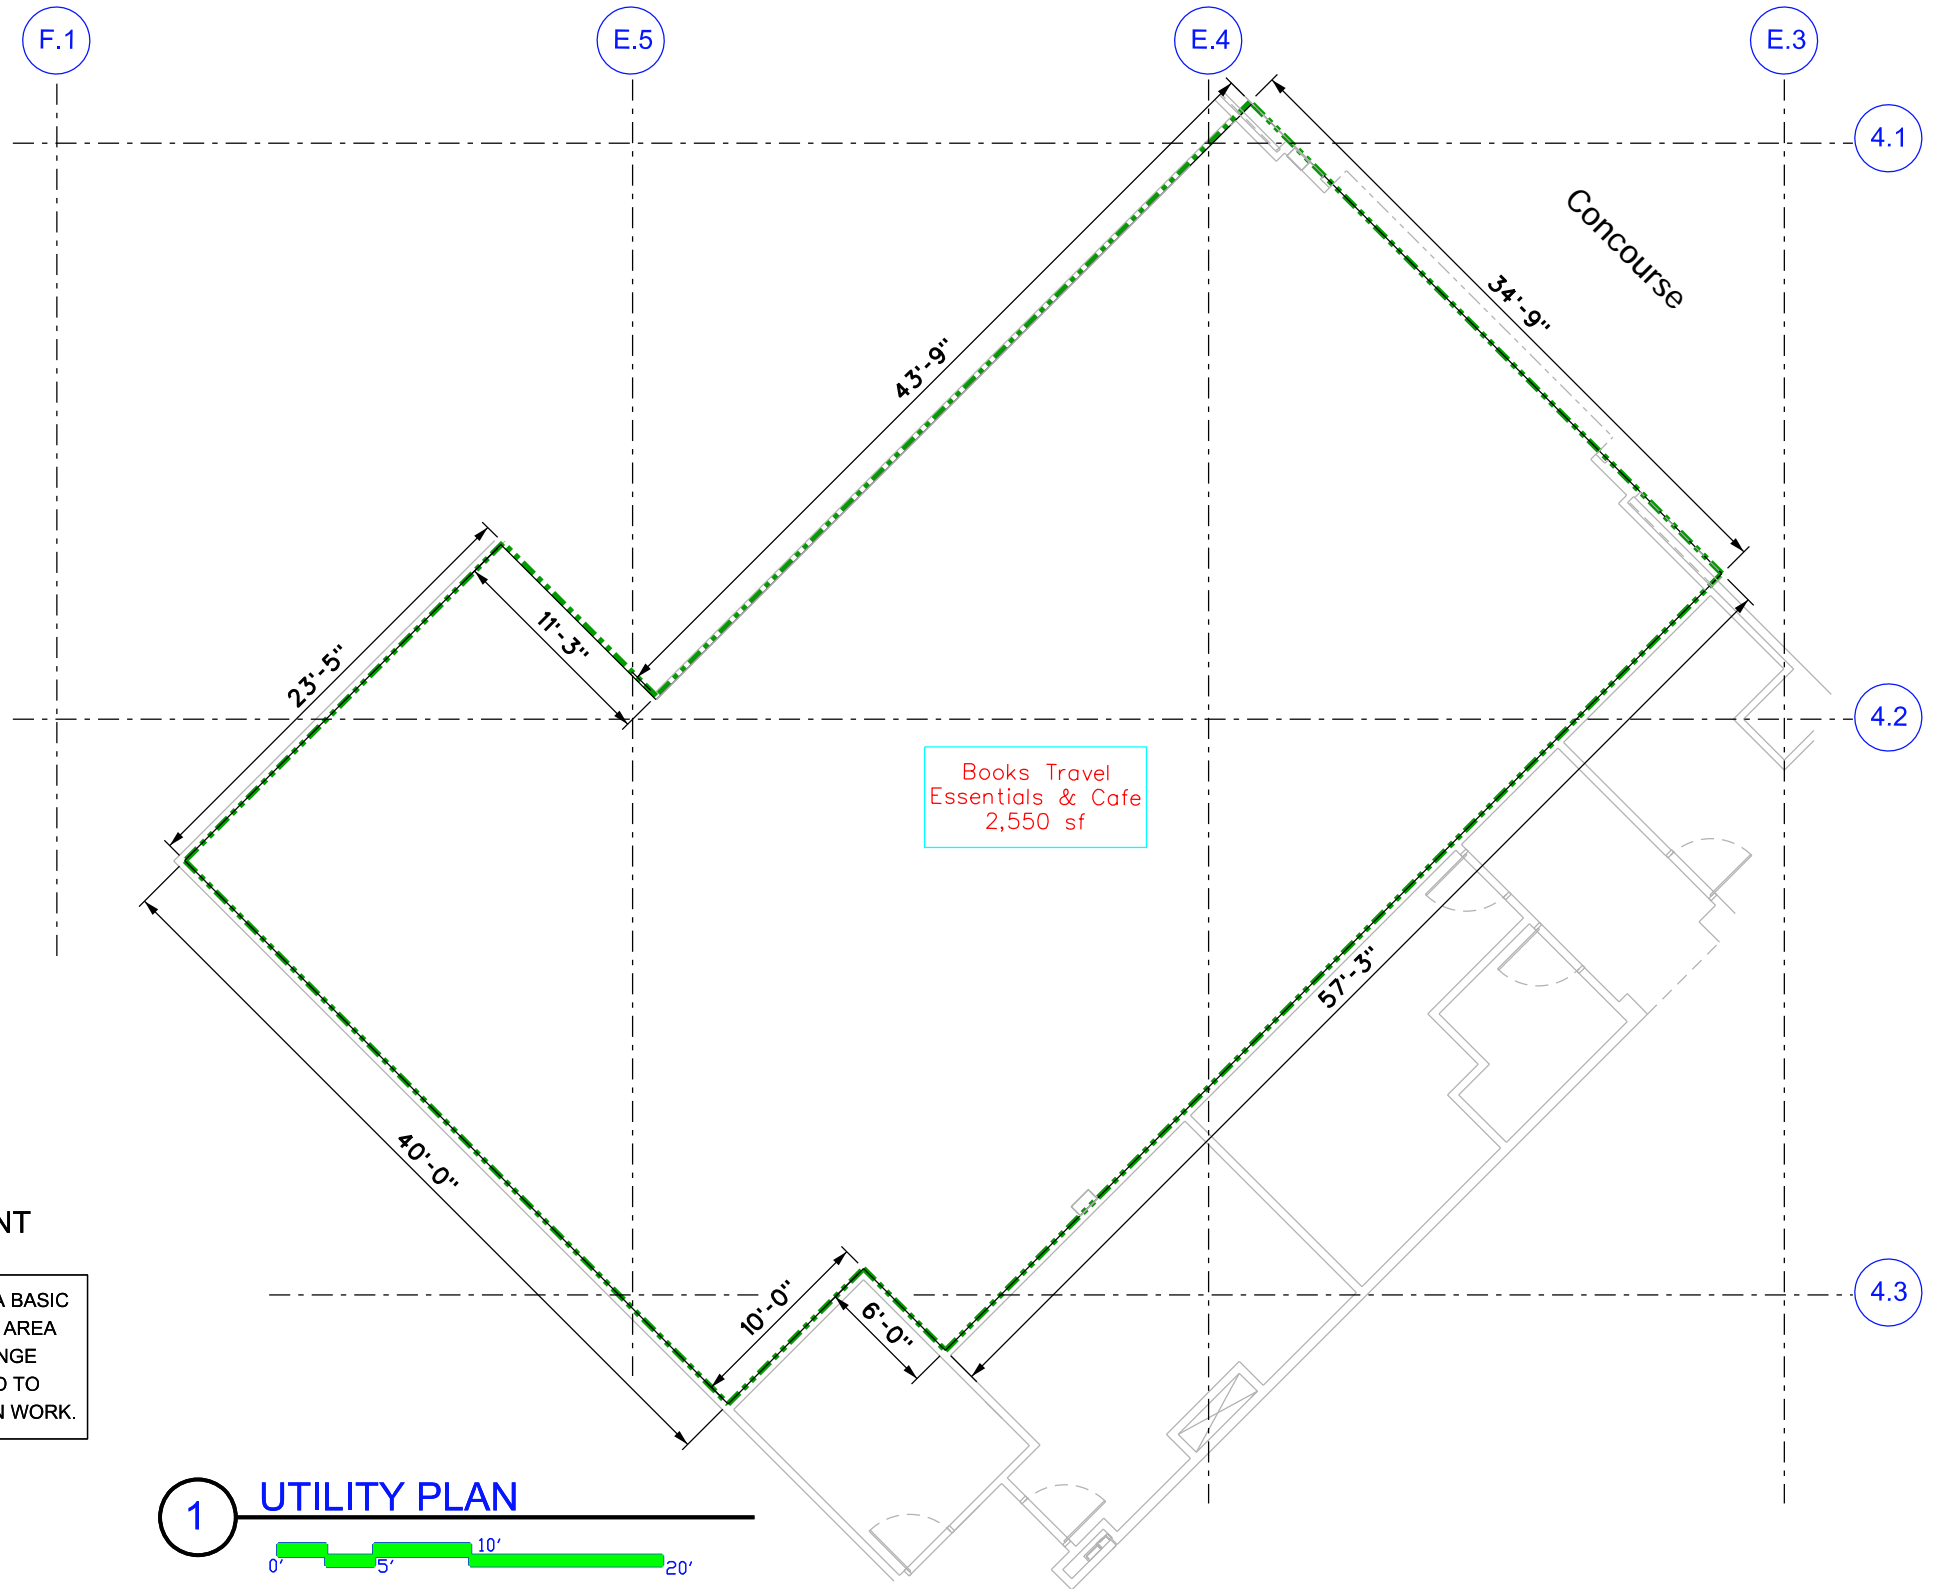 F.1
E.5
E.4
E.3
4.1
Concourse
34'-9"
43'-9"
11'-3"
23'-5"
4.2
Books Travel
Essentials & Cafe
2,550 sf
57'-3"
40'-0"
10'-0"
6'-0"
4.3
A BASIC
AREA
TO
WORK.
1
UTILITY PLAN
0'
5'
10'
20'